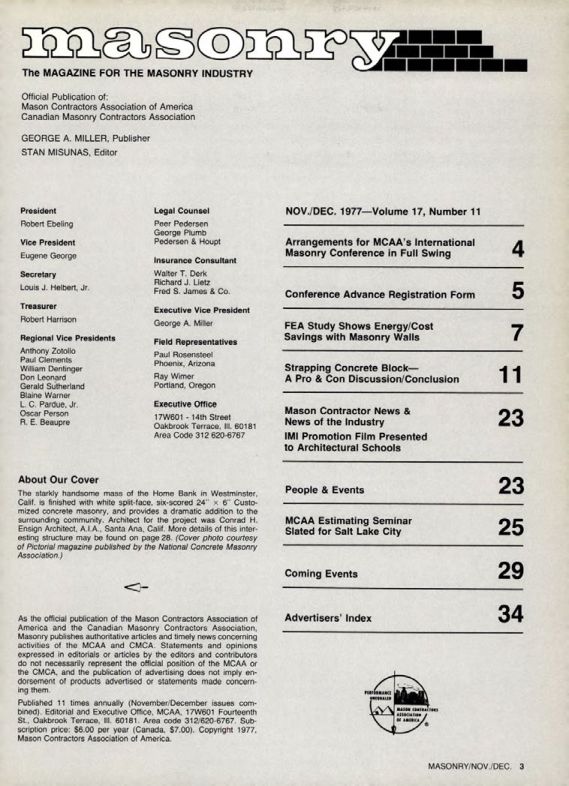 masonry
The MAGAZINE FOR THE MASONRY INDUSTRY
Official Publication of:
Mason Contractors Association of America
Canadian Masonry Contractors Association
GEORGE A. MILLER, Publisher
STAN MISUNAS, Editor
President
Robert Ebeling
Vice President
Eugene George
Secretary
Louis J. Helbert, Jr.
Treasurer
Robert Harrison
Regional Vice Presidents
Anthony Zotollo
Paul Clements
William Dentinger
Don Leonard
Gerald Sutherland
Blaine Warner
L. C. Pardue, Jr.
Oscar Person
R. E. Beaupre
Legal Counsel
Peer Pedersen
George Plumb
Pedersen & Houpt
Insurance Consultant
Walter T. Derk
Richard J. Lietz
Fred S. James & Co.
Executive Vice President
George A. Miller
Field Representatives
Paul Rosensteel
Phoenix, Arizona
Ray Wimer
Portland, Oregon
Executive Office
17W601 - 14th Street
Oakbrook Terrace, Ill. 60181
Area Code 312 620-6767
About Our Cover
The starkly handsome mass of the Home Bank in Westminster,
Calif. is finished with white split-face, six-scored 24" × 6" Custo-
mized concrete masonry, and provides a dramatic addition to the
surrounding community. Architect for the project was Conrad H.
Ensign Architect, A.I.A., Santa Ana, Calif. More details of this inter-
esting structure may be found on page 28. (Cover photo courtesy
of Pictorial magazine published by the National Concrete Masonry
Association.)
As the official publication of the Mason Contractors Association of
America and the Canadian Masonry Contractors Association,
Masonry publishes authoritative articles and timely news concerning
activities of the MCAA and CMCA. Statements and opinions
expressed in editorials or articles by the editors and contributors
do not necessarily represent the official position of the MCAA or
the CMCA, and the publication of advertising does not imply en-
dorsement of products advertised or statements made concern-
ing them.
Published 11 times annually (November/December issues com-
bined). Editorial and Executive Office, MCAA, 17W601 Fourteenth
St., Oakbrook Terrace, Ill. 60181. Area code 312/620-6767. Sub-
scription price: $6.00 per year (Canada, $7.00). Copyright 1977,
Mason Contractors Association of America.
NOV./DEC. 1977—Volume 17, Number 11
Arrangements for MCAA's International
Masonry Conference in Full Swing 4
Conference Advance Registration Form 5
FEA Study Shows Energy/Cost
Savings with Masonry Walls 7
Strapping Concrete Block—
A Pro & Con Discussion/Conclusion 11
Mason Contractor News &
News of the Industry 23
IMI Promotion Film Presented
to Architectural Schools
People & Events 23
MCAA Estimating Seminar
Slated for Salt Lake City 25
Coming Events 29
Advertisers' Index 34
PERFORMANCE
MASON CONTRACTORS
ASSOCIATION
OF AMERICA
MASONRY/NOV./DEC. 3